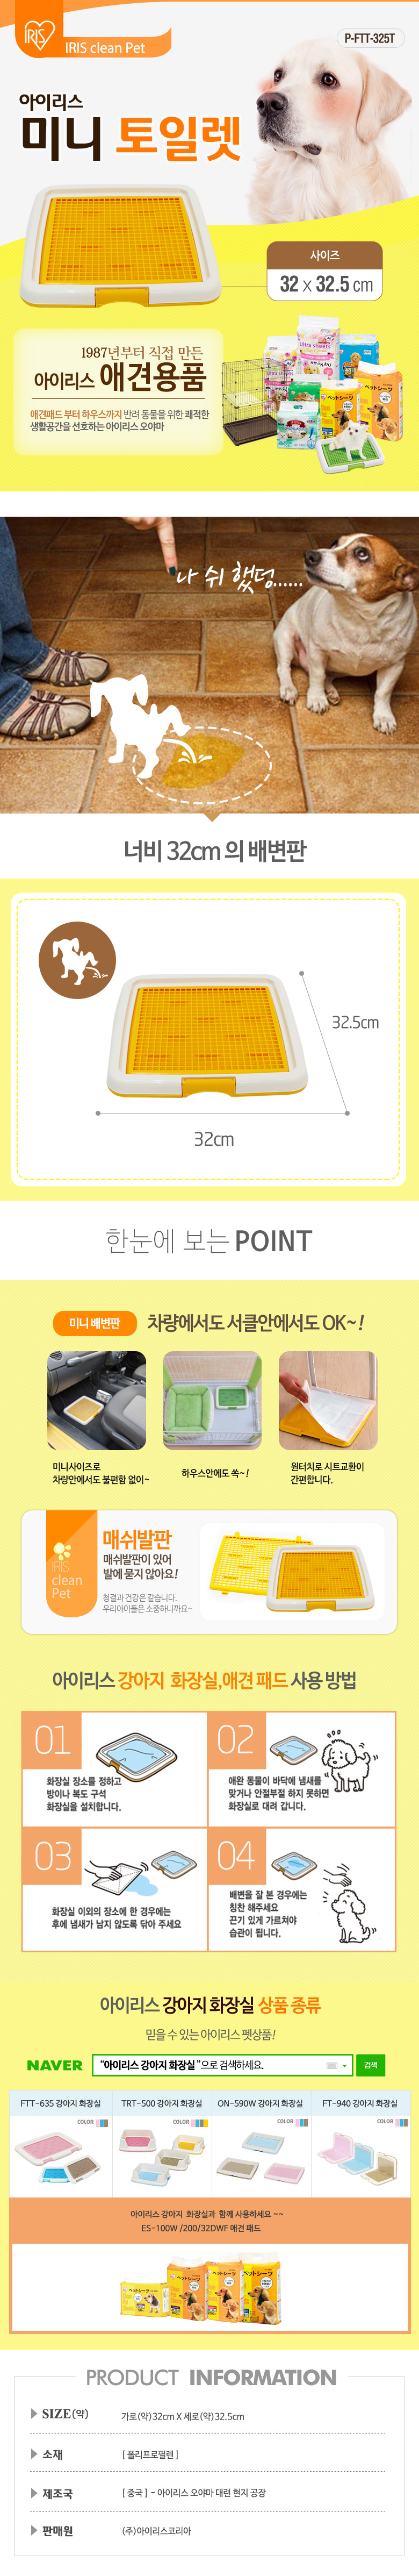 IRIS
IRIS clean Pet
P-FTT-325T
아이리스
미니 토일렛
사이즈
32 x 32.5 cm
1987년부터 직접 만든
아이리스 애견용품
애견패드 부터 하우스까지 반려 동물을 위한 쾌적한
생활공간을 선호하는 아이리스 오야마
나 쉬 했덩......
너비 32cm 의 배변판
32.5cm
32cm
한눈에 보는 POINT
미니 배변판
차량에서도 서클안에서도 OK~!
미니사이즈로
차량안에서도 불편함 없이~
하우스안에도 쏙~!
원터치로 시트교환이
간편합니다.
IRIS
clean
Pet
매쉬발판
매쉬발판이 있어
발에 묻지 않아요!
청결과 건강은 같습니다.
우리아이들은 소중하니까요~
아이리스 강아지 화장실,애견 패드 사용 방법
01
화장실 장소를 정하고
방이나 복도 구석
화장실을 설치합니다.
02
애완 동물이 바닥에 냄새를
맞거나 안절부절 하지 못하면
화장실로 대려 갑니다.
03
화장실 이외의 장소에 한 경우에는
후에 냄새가 남지 않도록 닦아 주세요
04
배변을 잘 본 경우에는
칭찬 해주세요
끈기 있게 가르쳐야
습관이 됩니다.
아이리스 강아지 화장실 상품 종류
믿을 수 있는 아이리스 펫상품!
NAVER
"아이리스 강아지 화장실"으로 검색하세요.
검색
FTT-635 강아지 화장실
TRT-500 강아지 화장실
ON-590W 강아지 화장실
FT-940 강아지 화장실
COLOR
COLOR
COLOR
COLOR
아이리스 강아지 화장실과 함께 사용하세요 ~~
ES-100W /200/32DWF 애견 패드
PRODUCT INFORMATION
SIZE(약)
가로(약)32cm X 세로(약)32.5cm
소재
[ 폴리프로필렌 ]
제조국
[ 중국 ] - 아이리스 오야마 대련 현지 공장
판매원
(주)아이리스코리아